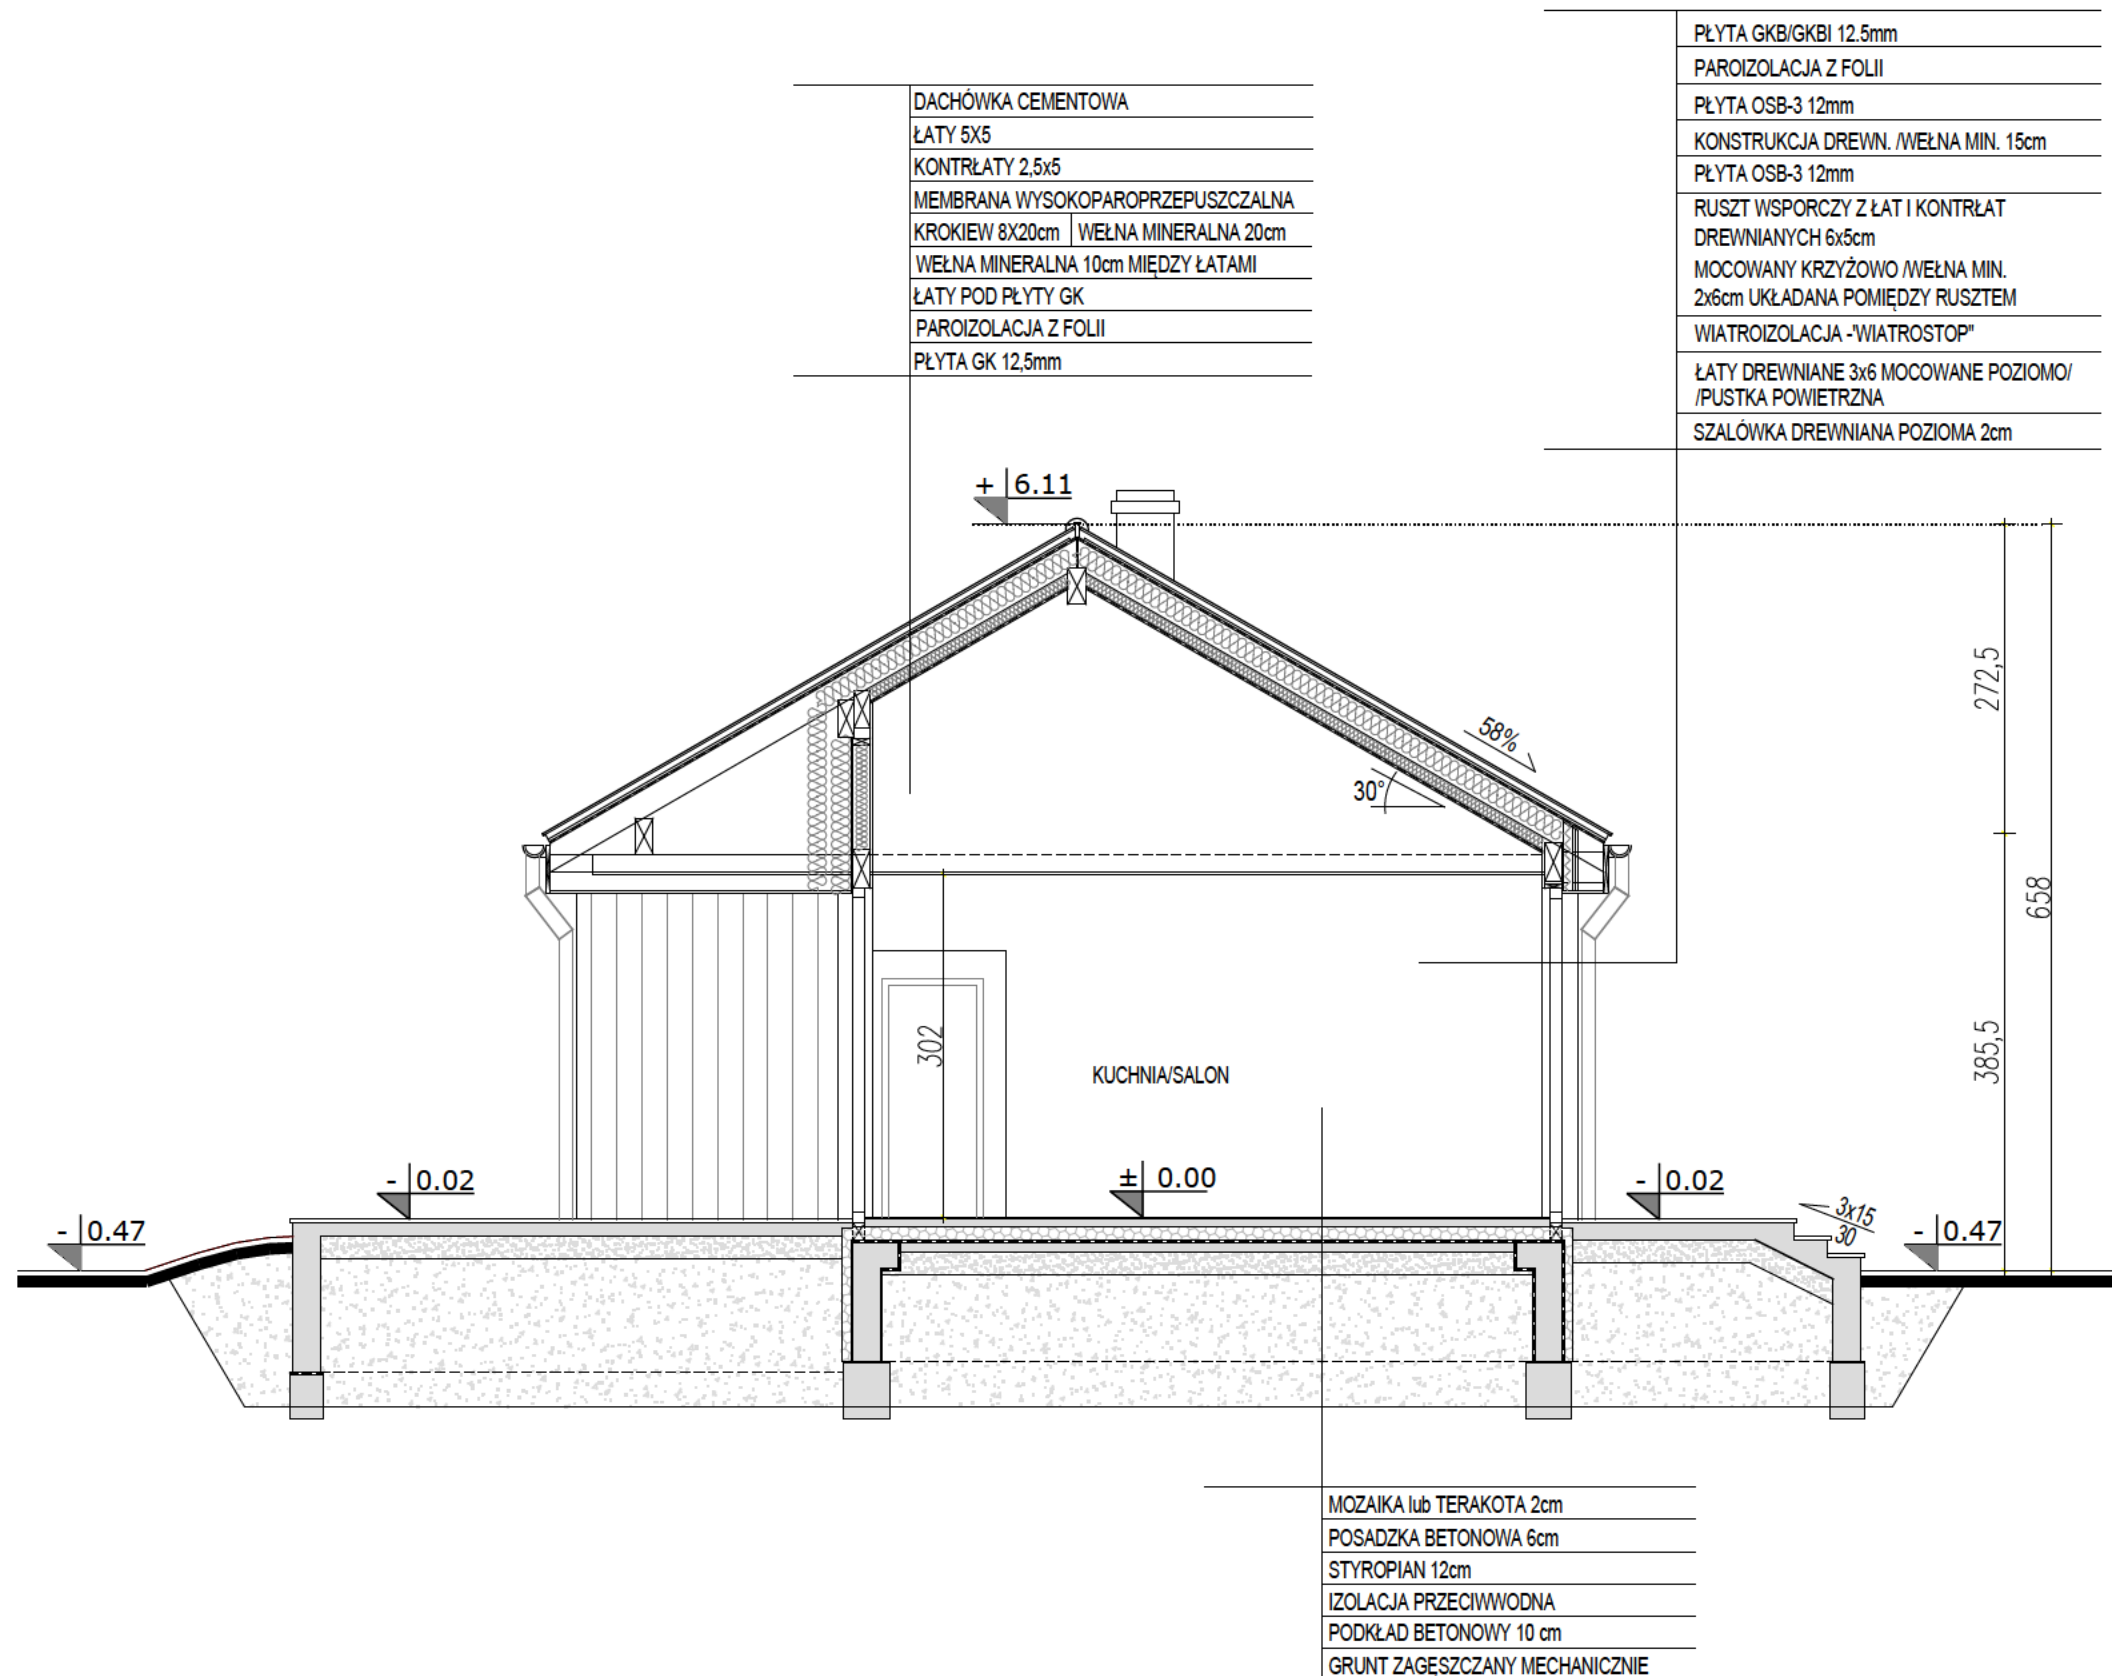 PŁYTA GKB/GKBI 12.5mm
PAROIZOLACJA Z FOLII
PŁYTA OSB-3 12mm
KONSTRUKCJA DREWN. /WEŁNA MIN. 15cm
PŁYTA OSB-3 12mm
RUSZT WSPORCZY Z ŁAT I KONTRŁAT
DREWNIANYCH 6x5cm
MOCOWANY KRZYŻOWO /WEŁNA MIN.
2x6cm UKŁADANA POMIĘDZY RUSZTEM
WIATROIZOLACJA -'WIATROSTOP"
ŁATY DREWNIANE 3x6 MOCOWANE POZIOMO/
/PUSTKA POWIETRZNA
SZALÓWKA DREWNIANA POZIOMA 2cm
DACHÓWKA CEMENTOWA
ŁATY 5X5
KONTRŁATY 2,5x5
MEMBRANA WYSOKOPAROPRZEPUSZCZALNA
KROKIEW 8X20cm WEŁNA MINERALNA 20cm
WEŁNA MINERALNA 10cm MIĘDZY ŁATAMI
ŁATY POD PŁYTY GK
PAROIZOLACJA Z FOLII
PŁYTA GK 12,5mm
+ 6.11
272,5
58%
30°
658
385,5
302
KUCHNIA/SALON
- 0.02
± 0.00
- 0.02
3x15
30
- 0.47
- 0.47
MOZAIKA lub TERAKOTA 2cm
POSADZKA BETONOWA 6cm
STYROPIAN 12cm
IZOLACJA PRZECIWWODNA
PODKŁAD BETONOWY 10 cm
GRUNT ZAGĘSZCZANY MECHANICZNIE